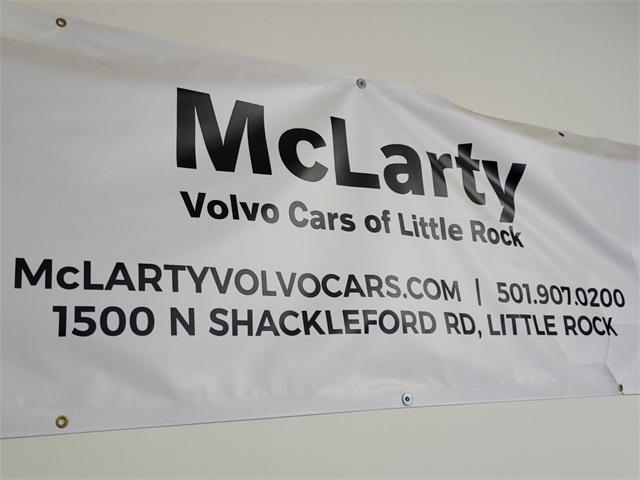 McLarty
Volvo Cars of Little Rock
McLARTYVOLVOCARS.COM | 501.907.0200
1500 N SHACKLEFORD RD, LITTLE ROCK